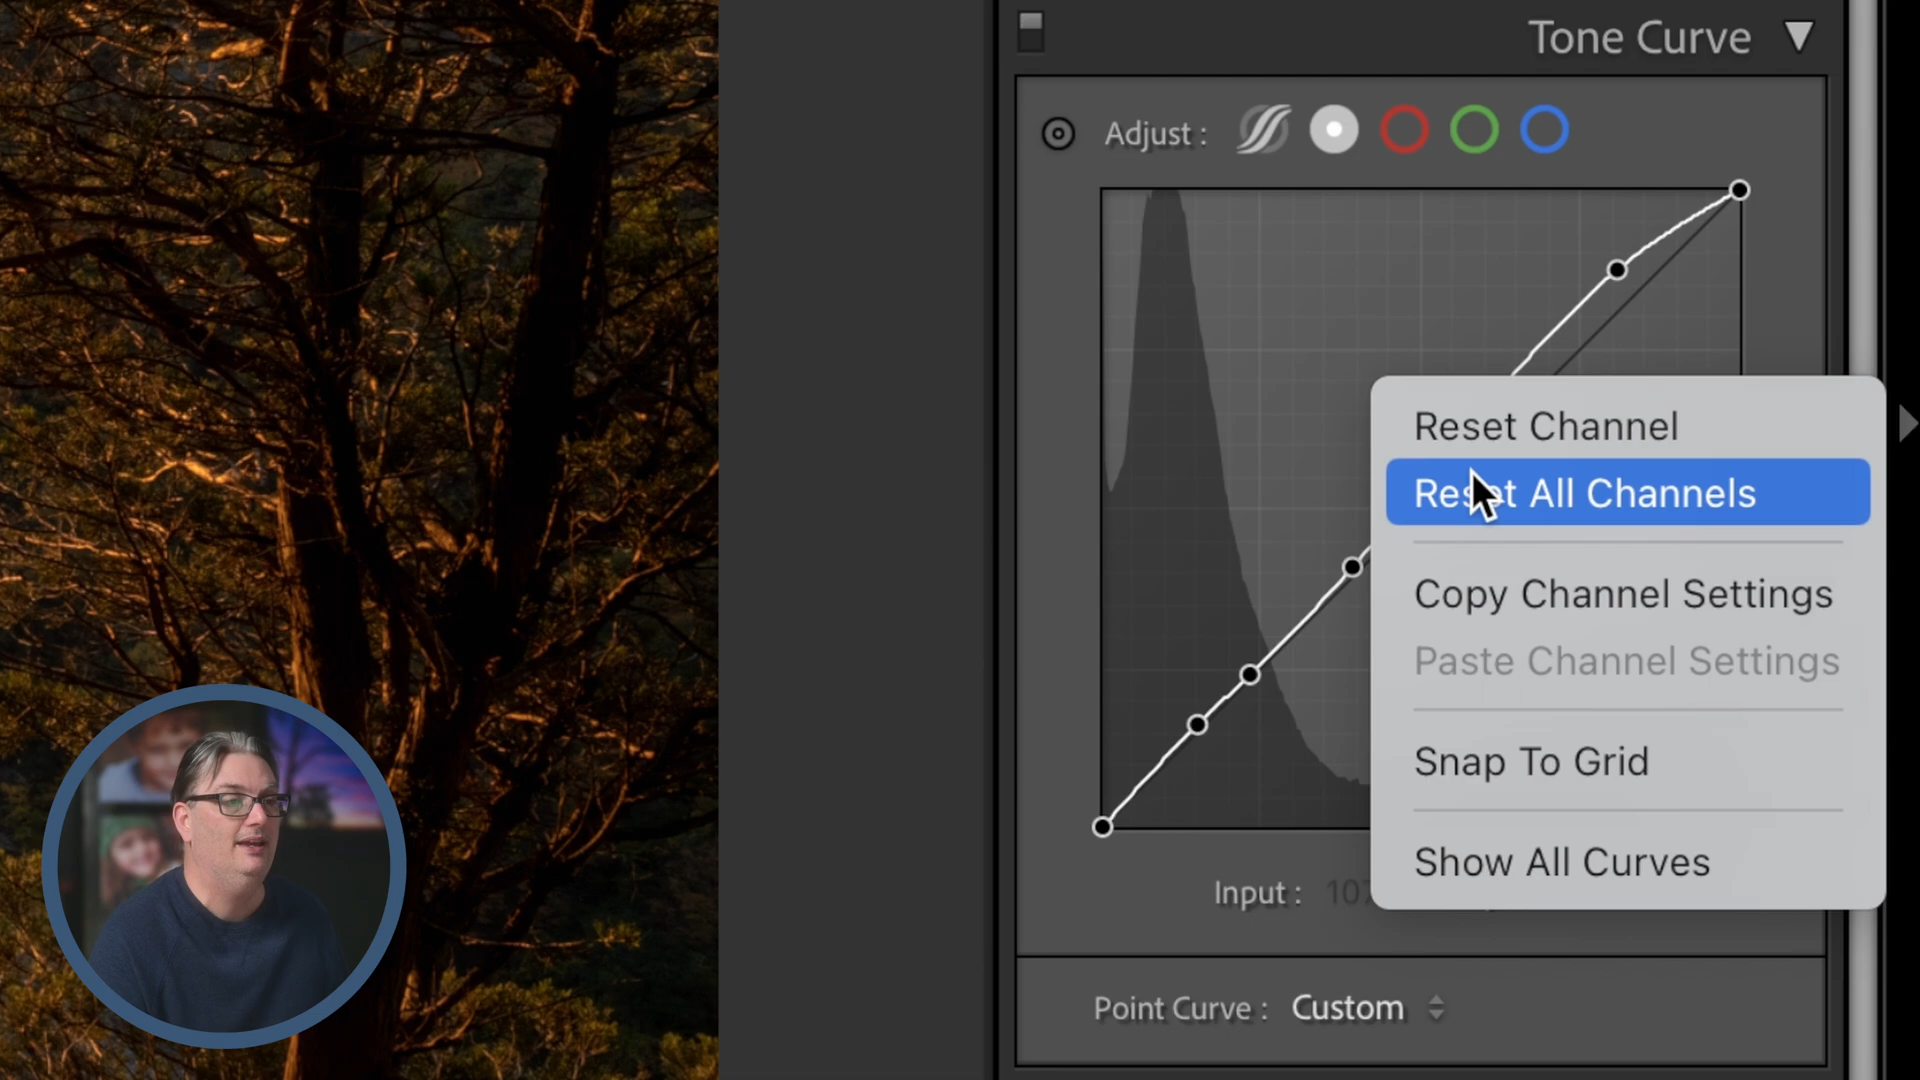 Tone Curve
Adjust :
Reset Channel
Reset All Channels
Copy Channel Settings
Paste Channel Settings
Snap To Grid
Show All Curves
Input :
Point Curve : Custom